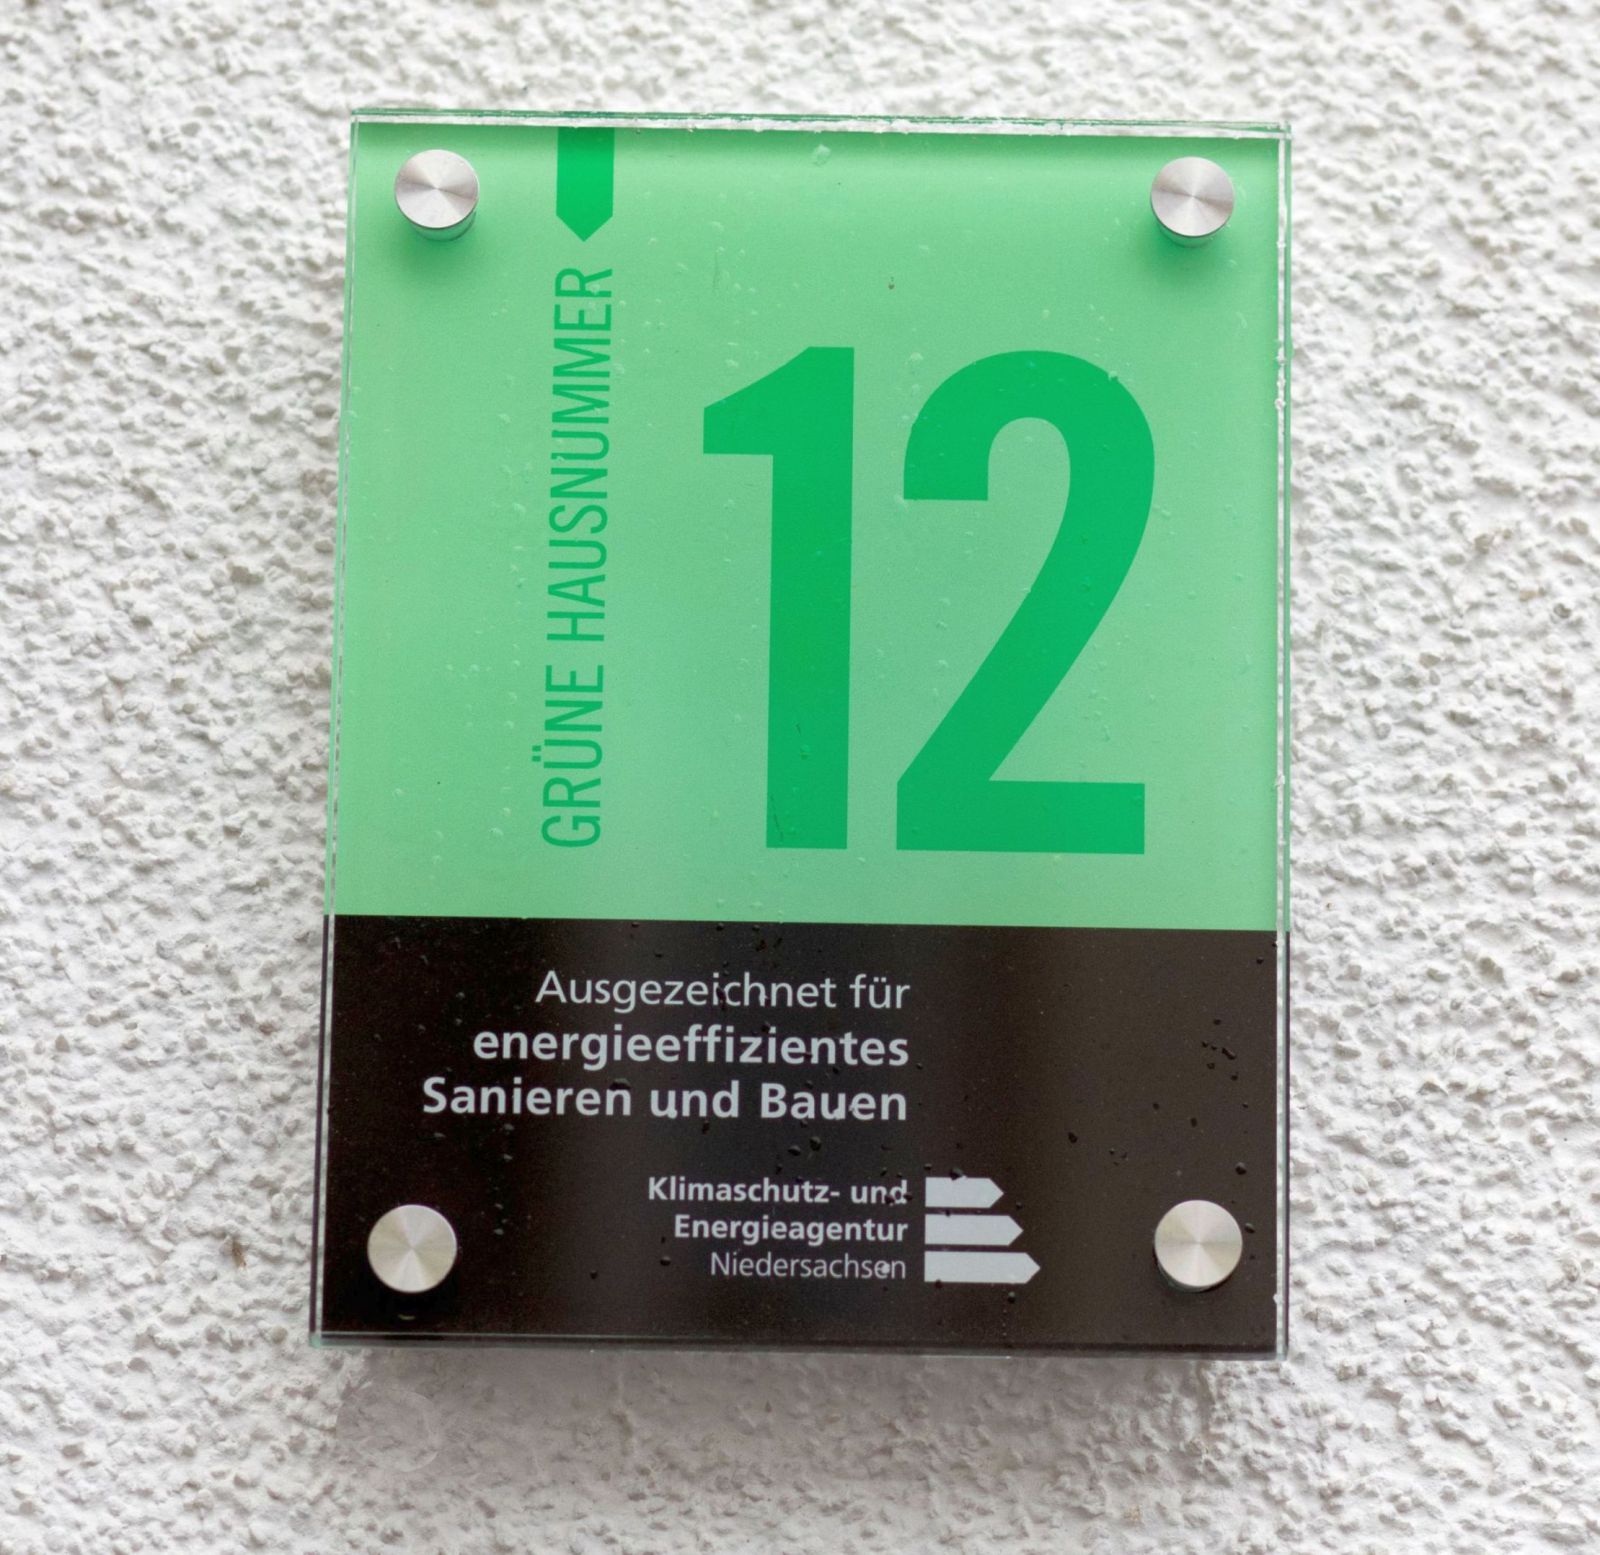 GRÜNE HAUSNUMMER
12
Ausgezeichnet für
energieeffizientes
Sanieren und Bauen
Klimaschutz- und
Energieagentur
Niedersachsen